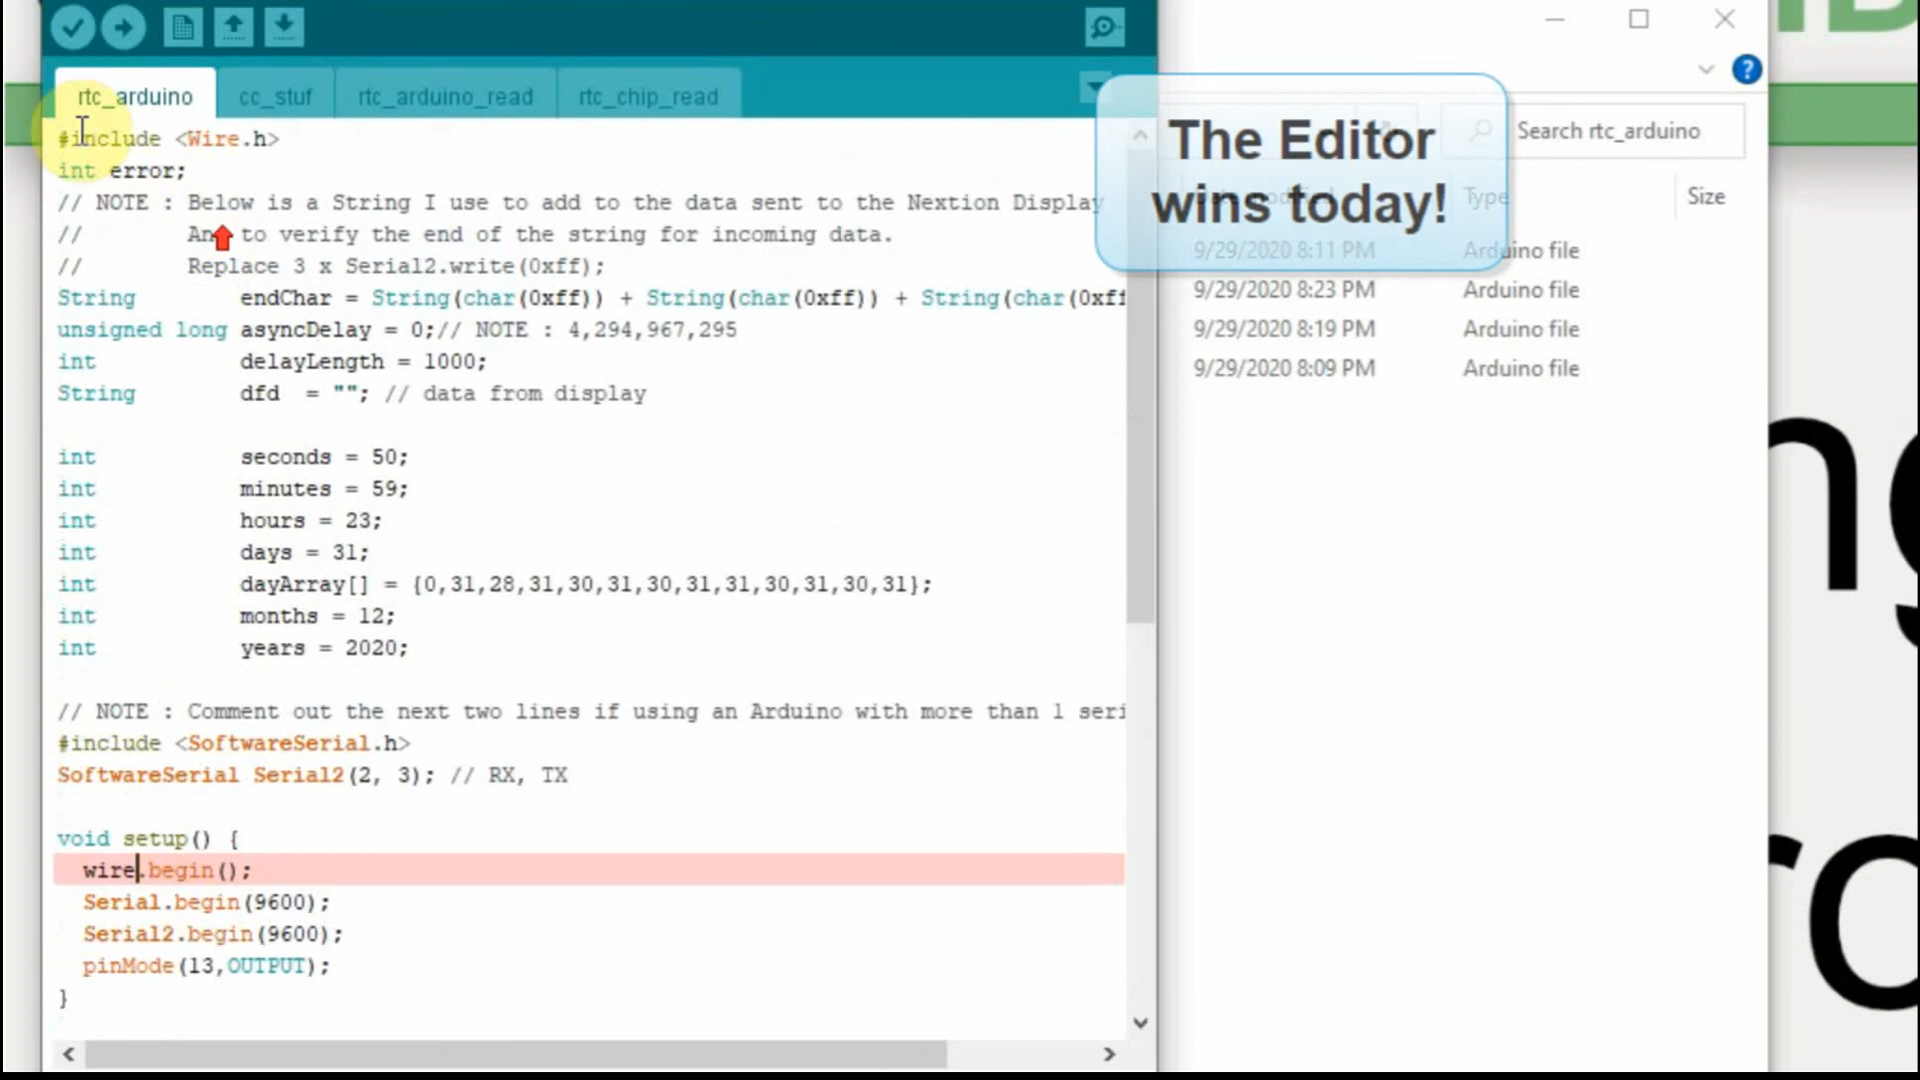 rtc_arduino cc_stuf rtc_arduino_read rtc_chip_read
#include <Wire.h>
int error;
// NOTE : Below is a String I use to add to the data sent to the Nextion Display
// An to verify the end of the string for incoming data.
// Replace 3 x Serial2.write(0xff);
String endChar = String(char(0xff)) + String(char(0xff)) + String(char(0xff
unsigned long asyncDelay = 0;// NOTE : 4,294,967,295
int delayLength = 1000;
String dfd = ""; // data from display
int seconds = 50;
int minutes = 59;
int hours = 23;
int days = 31;
int dayArray[] = {0,31,28,31,30,31,30,31,31,30,31,30,31};
int months = 12;
int years = 2020;
// NOTE : Comment out the next two lines if using an Arduino with more than 1 seri
#include <SoftwareSerial.h>
SoftwareSerial Serial2(2, 3); // RX, TX
void setup() {
wire.begin();
Serial.begin(9600);
Serial2.begin(9600);
pinMode(13,OUTPUT);
}
The Editor
wins today!
Search rtc_arduino
Date modified Type Size
9/29/2020 8:11 PM Arduino file
9/29/2020 8:23 PM Arduino file
9/29/2020 8:19 PM Arduino file
9/29/2020 8:09 PM Arduino file